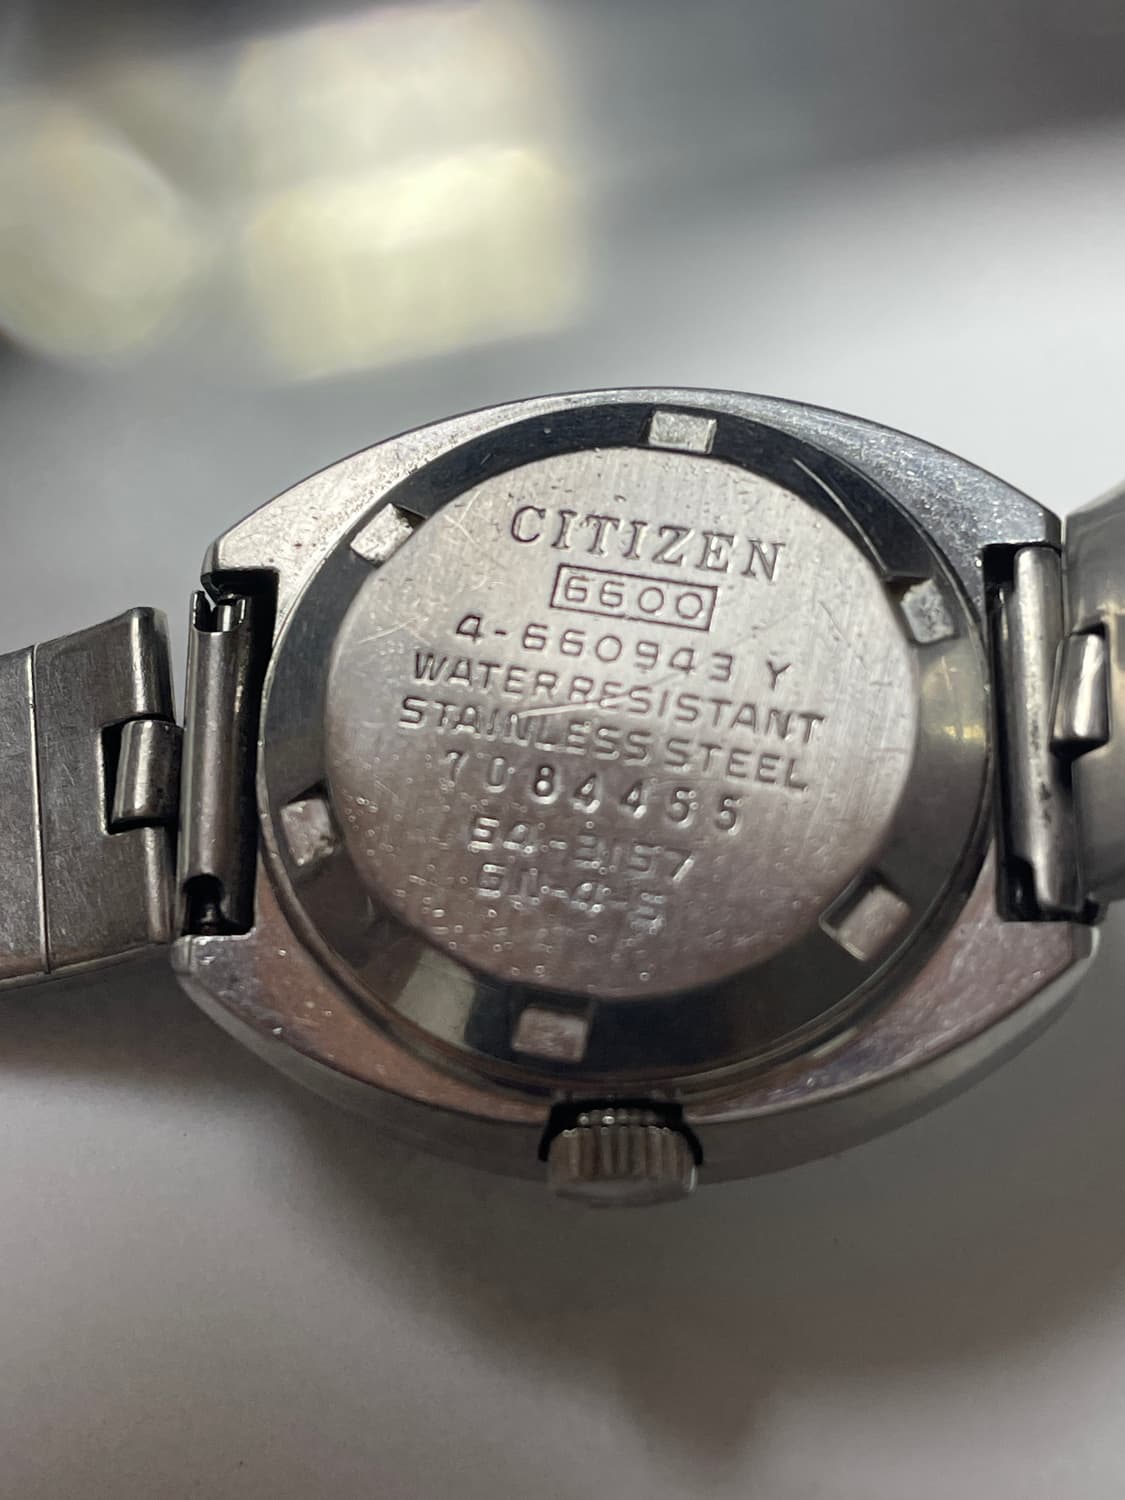 CITIZEN
6600
4-660943 Y
WATER RESISTANT
STAINLESS STEEL
7084455